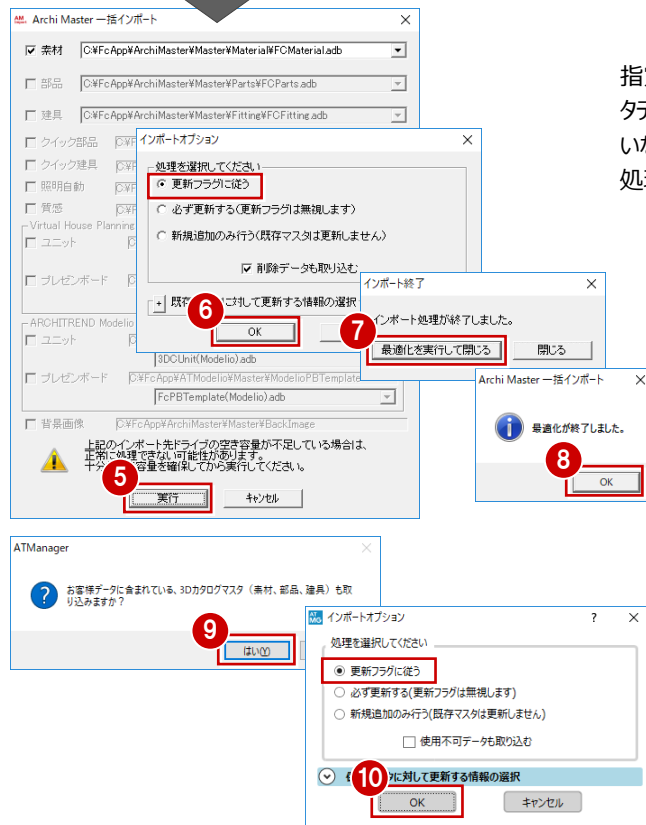 Archi Master 一括インポート
素材 C:¥FcApp¥ArchiMaster¥Master¥Material¥FCMaterial.adb
部品 C:¥FcApp¥ArchiMaster¥Master¥Parts¥FCParts.adb
建具 C:¥FcApp¥ArchiMaster¥Master¥Fitting¥FCFitting.adb
クイック部品
クイック建具
照明自動
質感
Virtual House Planning
ユニット
プレゼンボード
ARCHITREND Modelio
ユニット
3DCUnit(Modelio).adb
プレゼンボード C:¥FcApp¥ATModelio¥Master¥ModelioPBTemplate
FcPBTemplate(Modelio).adb
背景画像 C:¥FcApp¥ArchiMaster¥Master¥BackImage
上記のインポート先ドライブの空き容量が不足している場合は、
正常に処理できない可能性があります。
十分 容量を確保してから実行してください。
5
実行 キャンセル
インポートオプション
処理を選択してください
更新フラグに従う
必ず更新する(更新フラグは無視します)
新規追加のみ行う(既存マスタは更新しません)
削除データも取り込む
+ 既存 に対して更新する情報の選択
6
OK
インポート終了
インポート処理が終了しました。
7
最適化を実行して閉じる 閉じる
Archi Master 一括インポート
最適化が終了しました。
8
OK
ATManager
お客様データに含まれている、3Dカタログマスタ(素材、部品、建具)も取
り込みますか?
9
はい(Y)
インポートオプション ?
処理を選択してください
更新フラグに従う
必ず更新する(更新フラグは無視します)
新規追加のみ行う(既存マスタは更新しません)
使用不可データも取り込む
に対して更新する情報の選択
10
OK キャンセル
タデ
処理